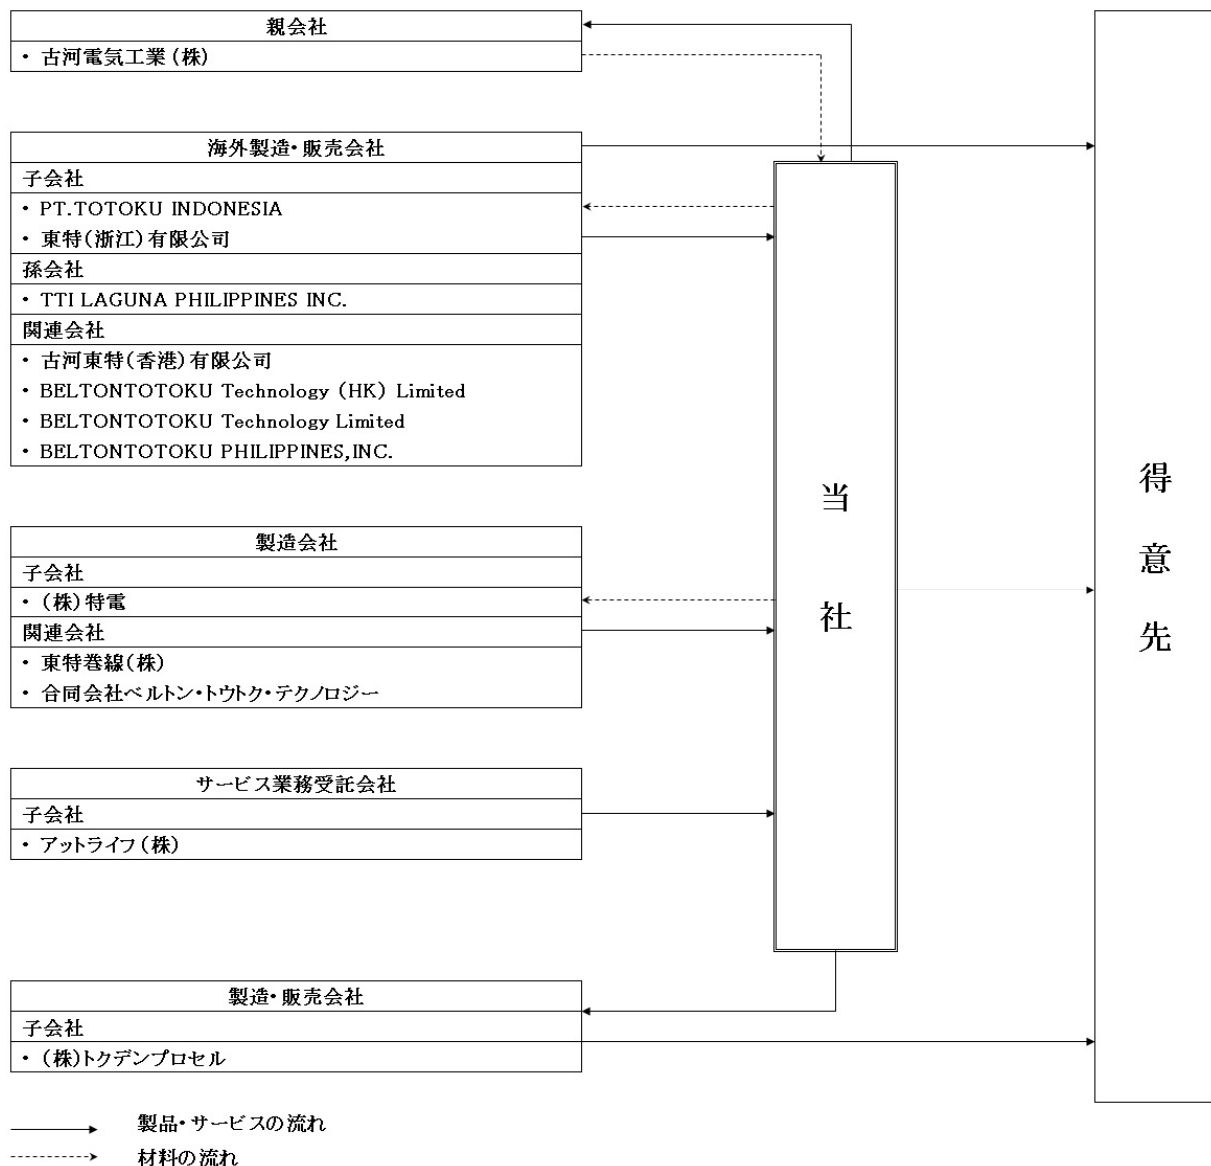 親会社
・ 古河電気工業(株)
海外製造・販売会社
子会社
・ PT.TOTOKU INDONESIA
・ 東特(浙江)有限公司
孫会社
・ TTI LAGUNA PHILIPPINES INC.
関連会社
・ 古河東特(香港)有限公司
・ BELTONTOTOKU Technology (HK) Limited
・ BELTONTOTOKU Technology Limited
・ BELTONTOTOKU PHILIPPINES,INC.
製造会社
子会社
・ (株)特電
関連会社
・ 東特巻線(株)
・ 合同会社ベルトン・トウトク・テクノロジー
サービス業務受託会社
子会社
・ アットライフ(株)
製造・販売会社
子会社
・ (株)トクデンプロセル
当社
得意先
製品・サービスの流れ
材料の流れ